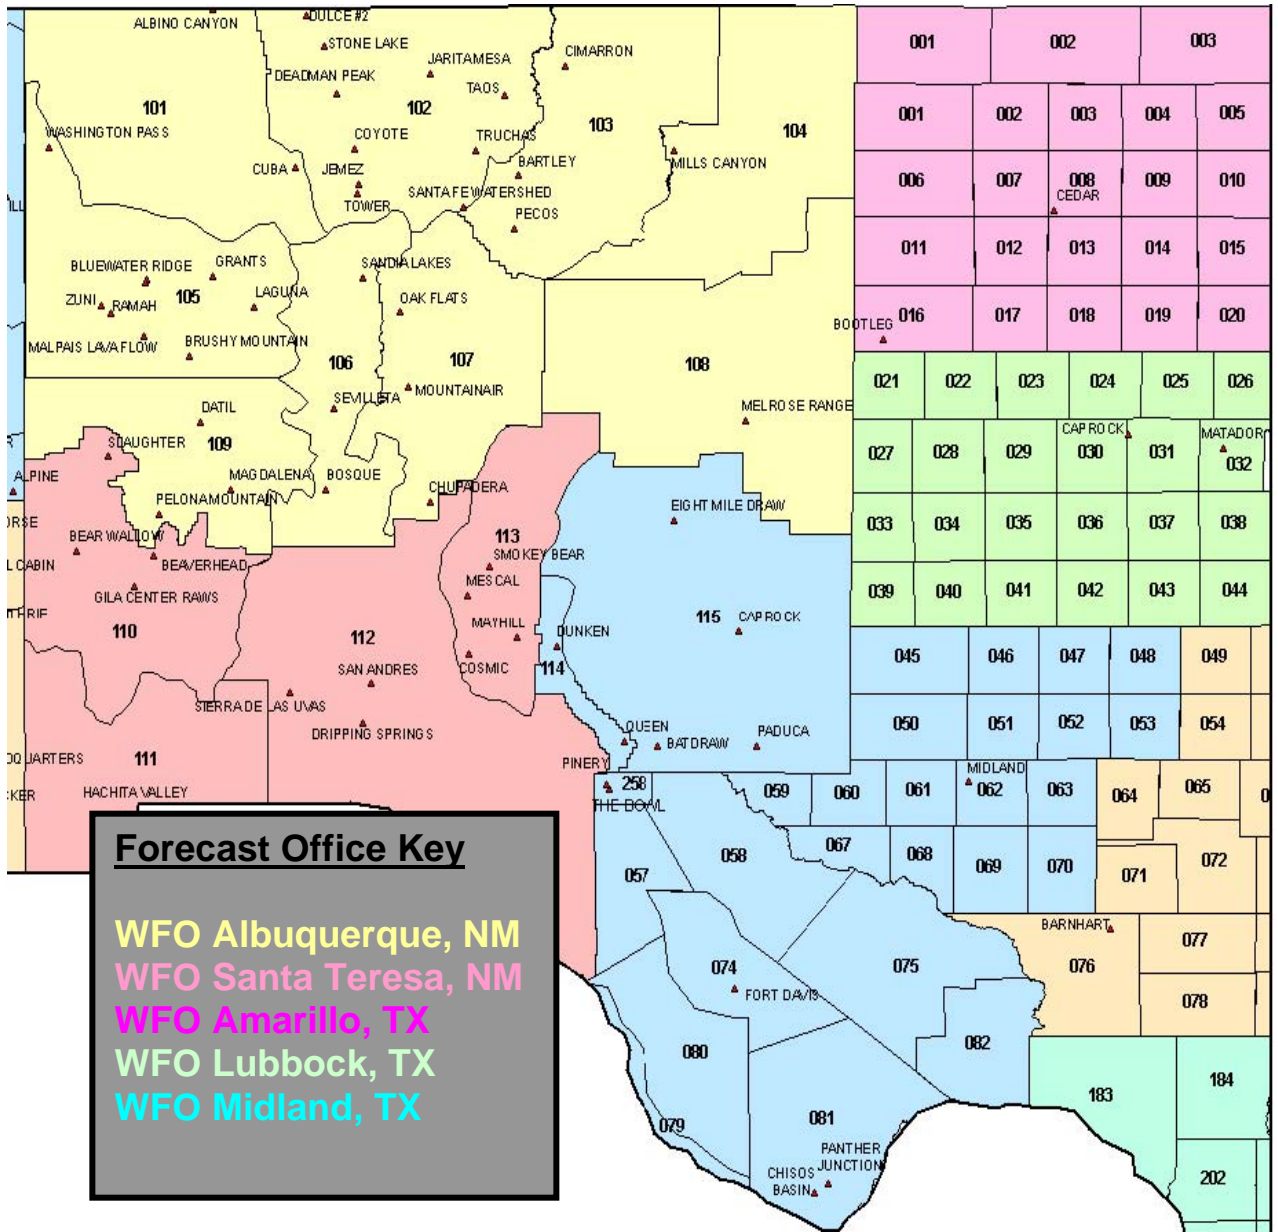 ALBINO CANYON
DULCE #2
STONE LAKE
DEADMAN PEAK
JARITAMESA
TAOS
CIMARRON
101
102
103
104
WASHINGTON PASS
COYOTE
TRUCHAS
CUBA
JEMEZ
TOWER
BARTLEY
SANTA FE WATERSHED
PECOS
MILLS CANYON
001 002 003
001 002 003 004 005
006 007 008 009 010
CEDAR
011 012 013 014 015
BOOTLEG
016 017 018 019 020
BLUEWATER RIDGE
GRANTS
SANDIA LAKES
ZUNI
RAMAH
105
LAGUNA
OAK FLATS
MALPAIS LAVA FLOW
BRUSHY MOUNTAIN
106
107
108
SEVILLETA
MOUNTAINAIR
MELROSE RANGE
021 022 023 024 025 026
CAPROCK
MATADOR
027 028 029 030 031 032
033 034 035 036 037 038
039 040 041 042 043 044
DATIL
SLAUGHTER
109
ALPINE
MAGDALENA
BOSQUE
CHUPADERA
PELONA MOUNTAIN
EIGHT MILE DRAW
ORSE
BEAR WALLOW
BEAVERHEAD
L CABIN
GILA CENTER RAWS
113
SMOKEY BEAR
MESCAL
MAYHILL
DUNKEN
110
112
COSMIC
114
115
CAPROCK
SAN ANDRES
SIERRA DE LAS UVAS
DRIPPING SPRINGS
QUEEN
BATDRAW
PADUCA
045 046 047 048 049
050 051 052 053 054
QUARTERS
111
CKER
HACHITA VALLEY
PINERY
258
THE BOWL
MIDLAND
059 060 061 062 063 064 065
057 058 067 068 069 070 071 072
BARNHART
074 075 076 077
FORT DAVIS
078
080 082
183 184
079 081
PANTHER
JUNCTION
CHISOS
BASIN
202
Forecast Office Key
WFO Albuquerque, NM
WFO Santa Teresa, NM
WFO Amarillo, TX
WFO Lubbock, TX
WFO Midland, TX